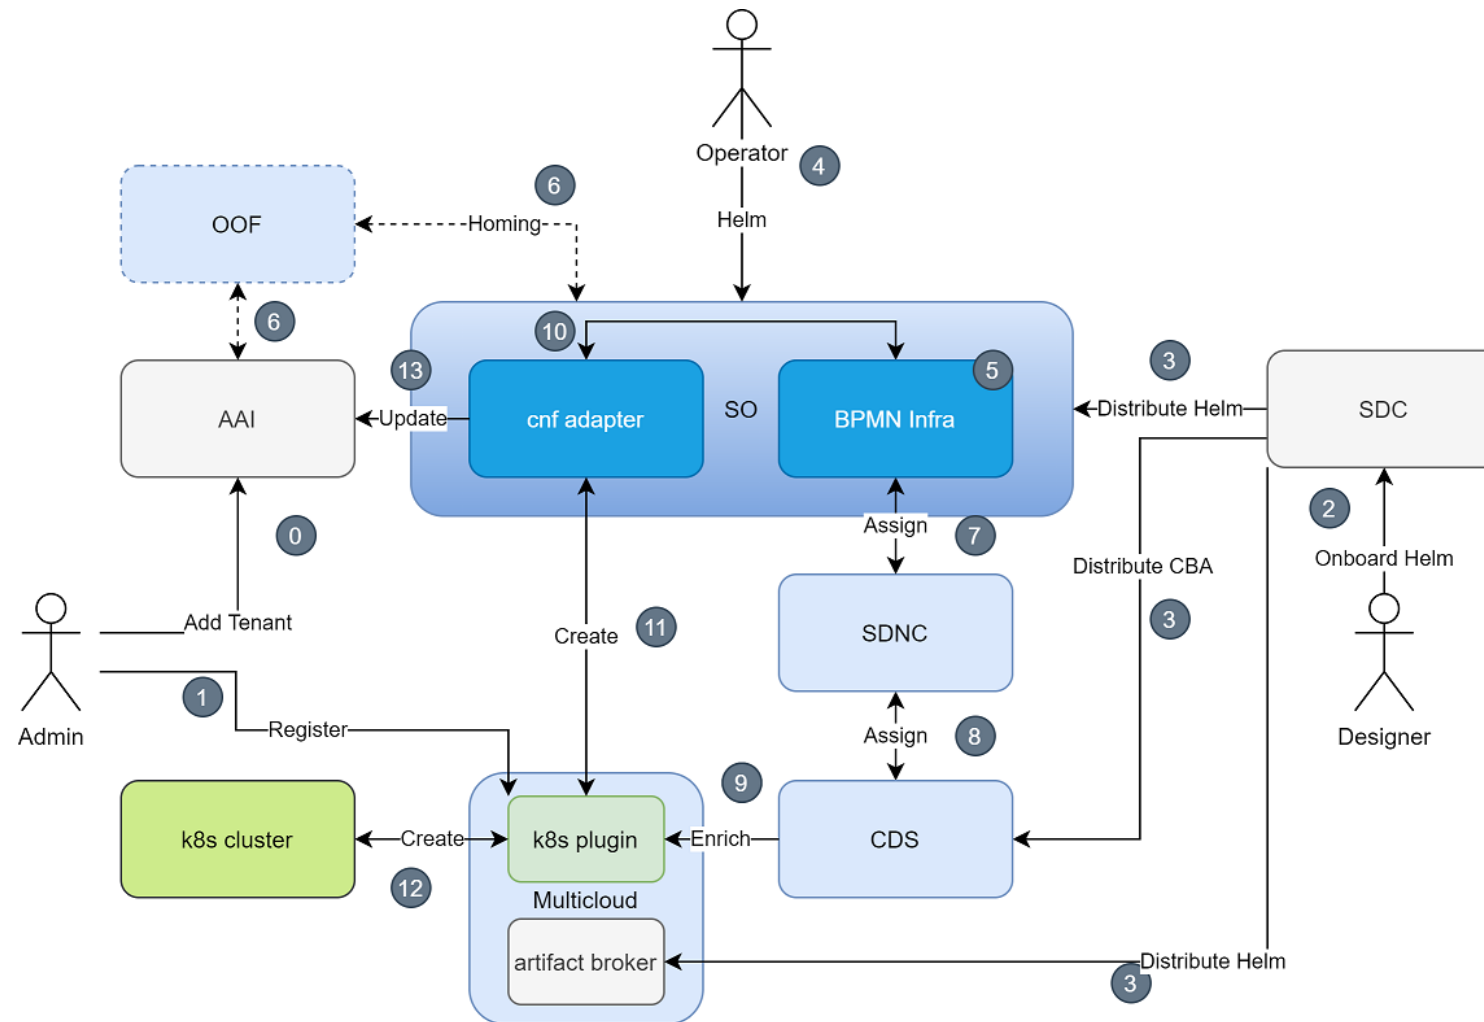 Operator
4
6
OOF
Homing
Helm
6
10
13
5
3
AAI
Update
cnf adapter
SO
BPMN Infra
Distribute Helm
SDC
0
Assign
7
2
Distribute CBA
Onboard Helm
Add Tenant
Create
11
SDNC
3
1
Register
Admin
Assign
8
Designer
9
k8s cluster
Create
k8s plugin
Enrich
CDS
12
Multicloud
artifact broker
Distribute Helm
3